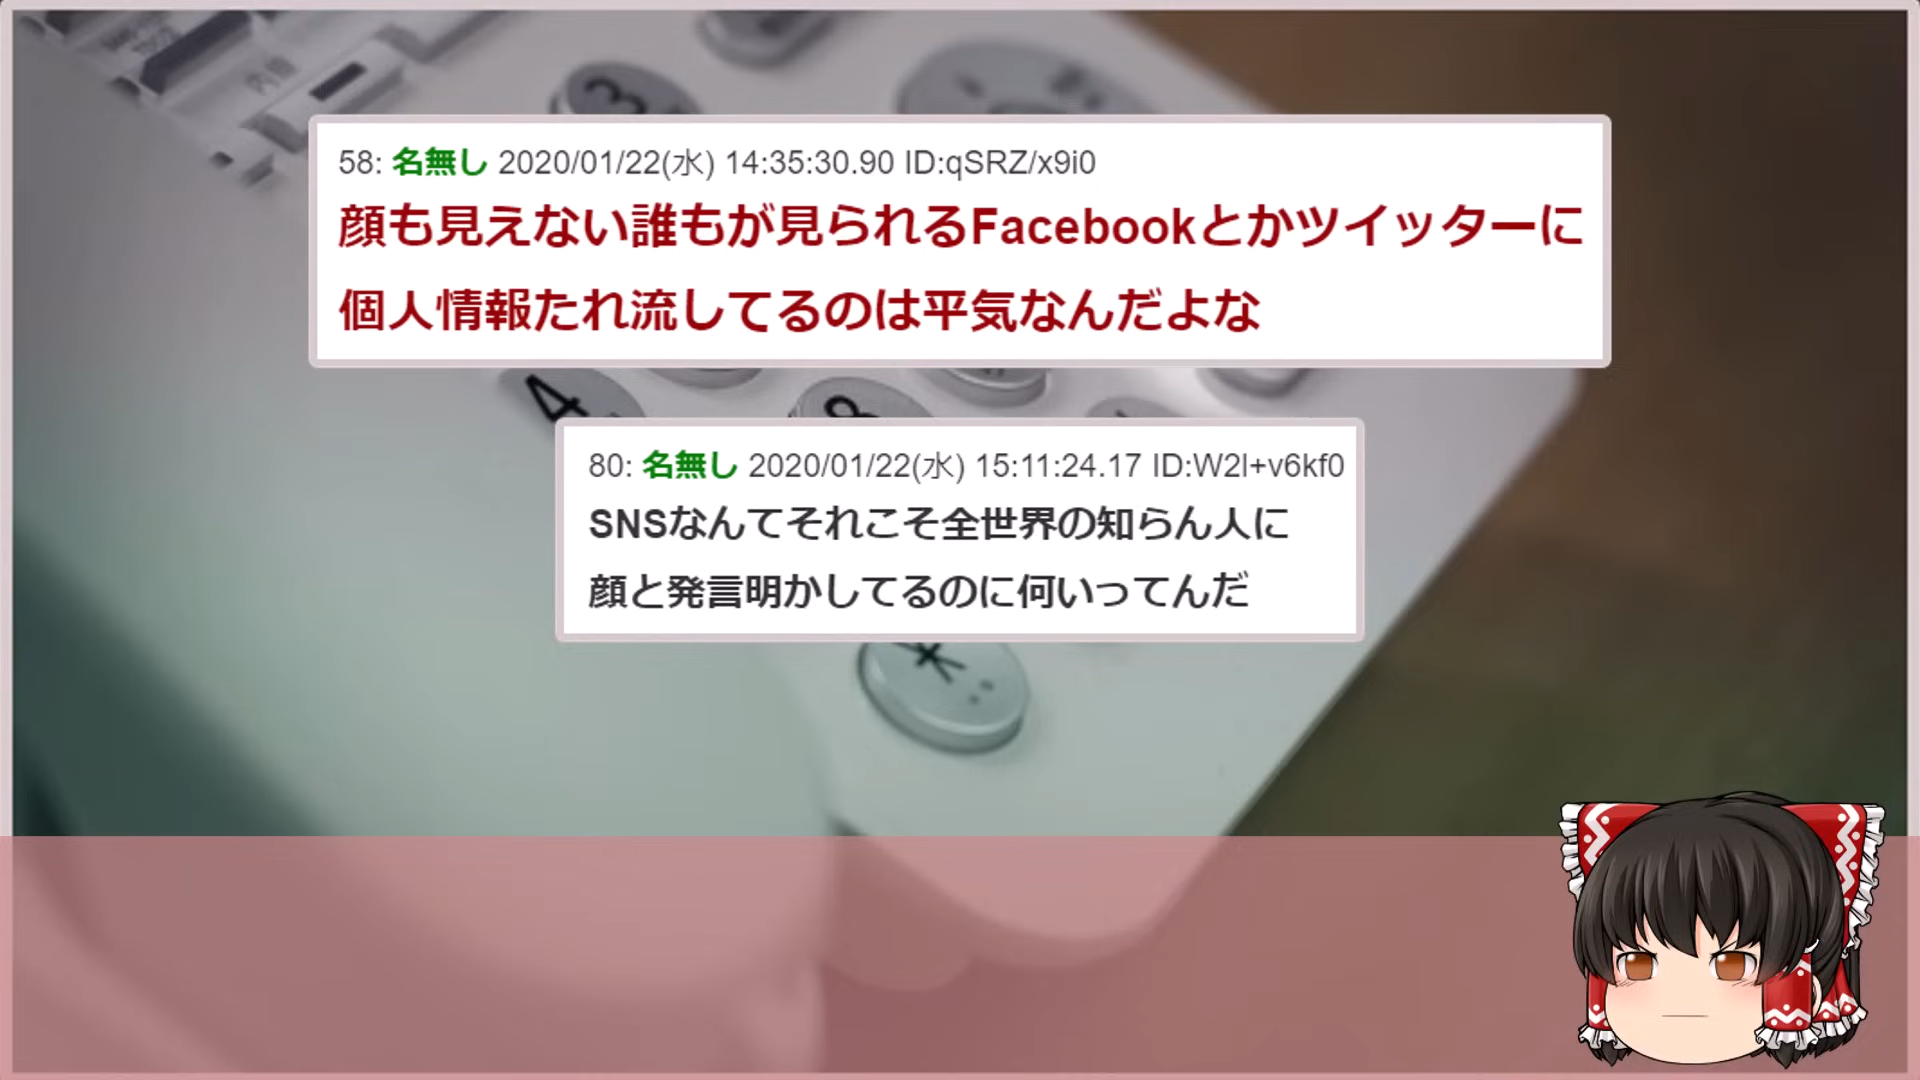 3
58: 名無し 2020/01/22(水) 14:35:30.90 ID:qSRZ/x9i0
顔も見えない誰もが見られるFacebookとかツイッターに
個人情報たれ流してるのは平気なんだよな
4
80: 名無し 2020/01/22(水) 15:11:24.17 ID:W2l+v6kf0
SNSなんてそれこそ全世界の知らん人に
顔と発言明かしてるのに何いってんだ
*